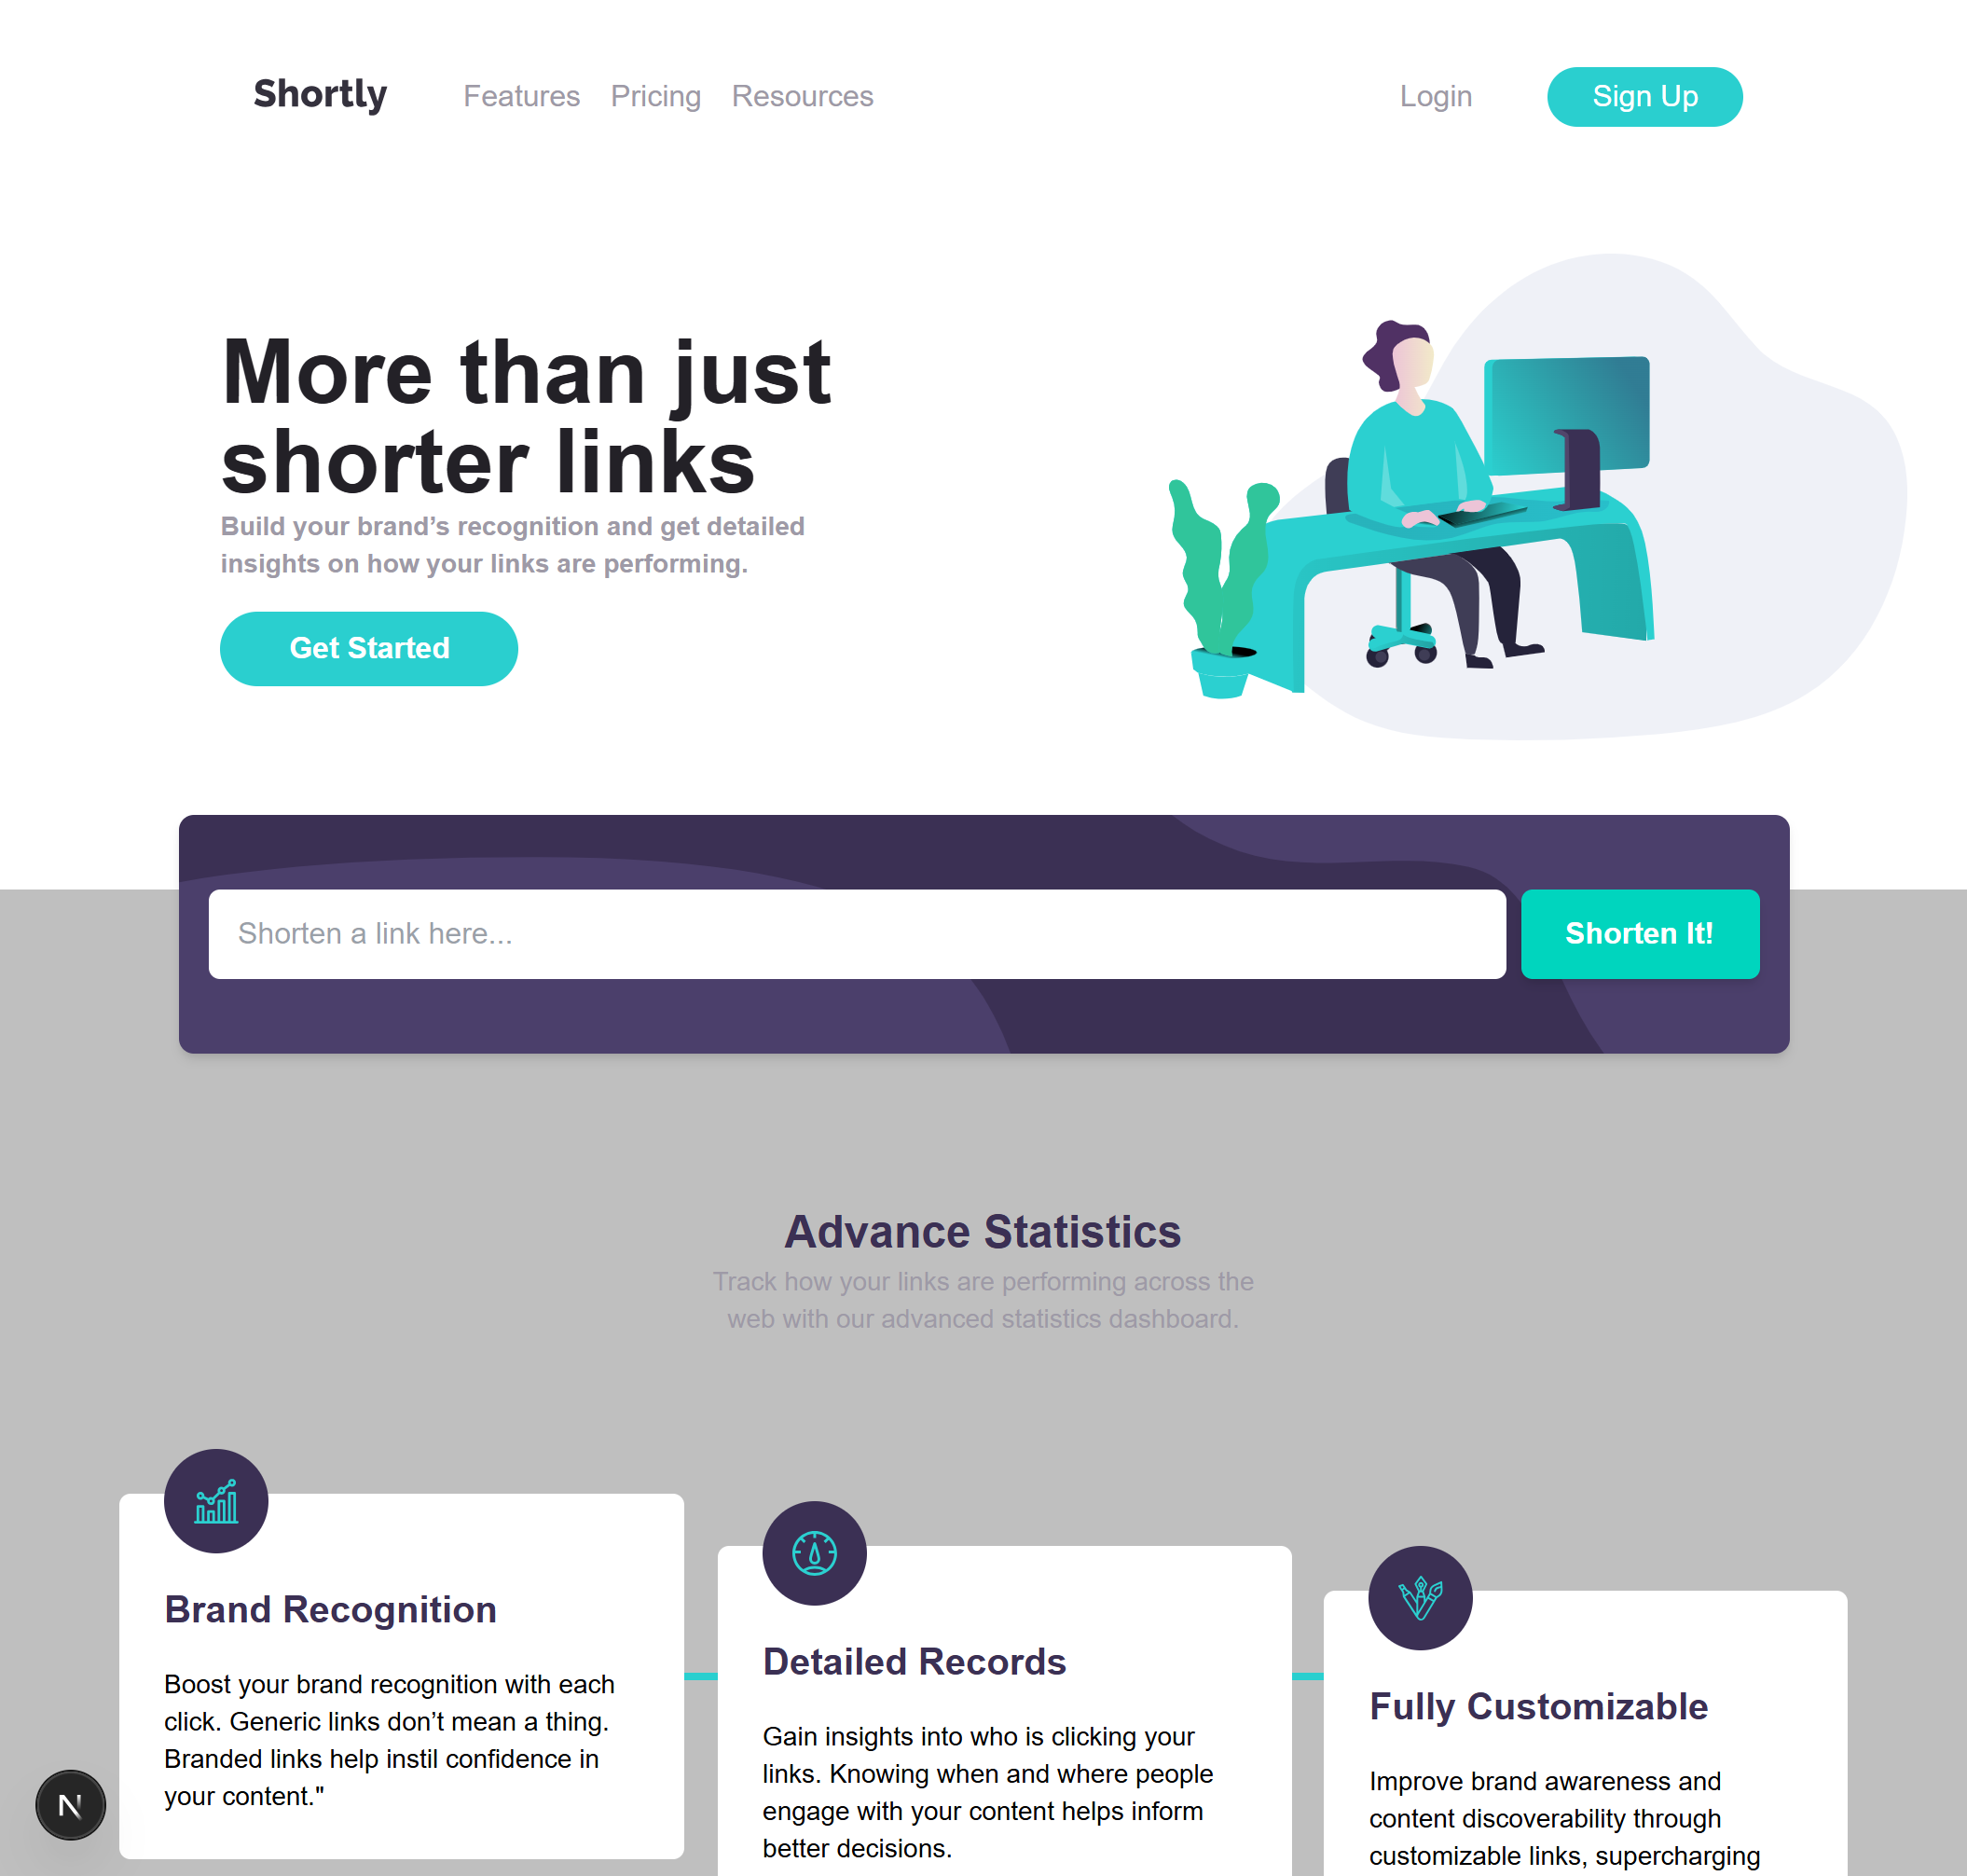 Shortly
Features Pricing Resources
Login
Sign Up
More than just
shorter links
Build your brand’s recognition and get detailed
insights on how your links are performing.
Get Started
Shorten a link here...
Shorten It!
Advance Statistics
Track how your links are performing across the
web with our advanced statistics dashboard.
Brand Recognition
Boost your brand recognition with each
click. Generic links don’t mean a thing.
Branded links help instil confidence in
your content."
Detailed Records
Gain insights into who is clicking your
links. Knowing when and where people
engage with your content helps inform
better decisions.
Fully Customizable
Improve brand awareness and
content discoverability through
customizable links, supercharging
N